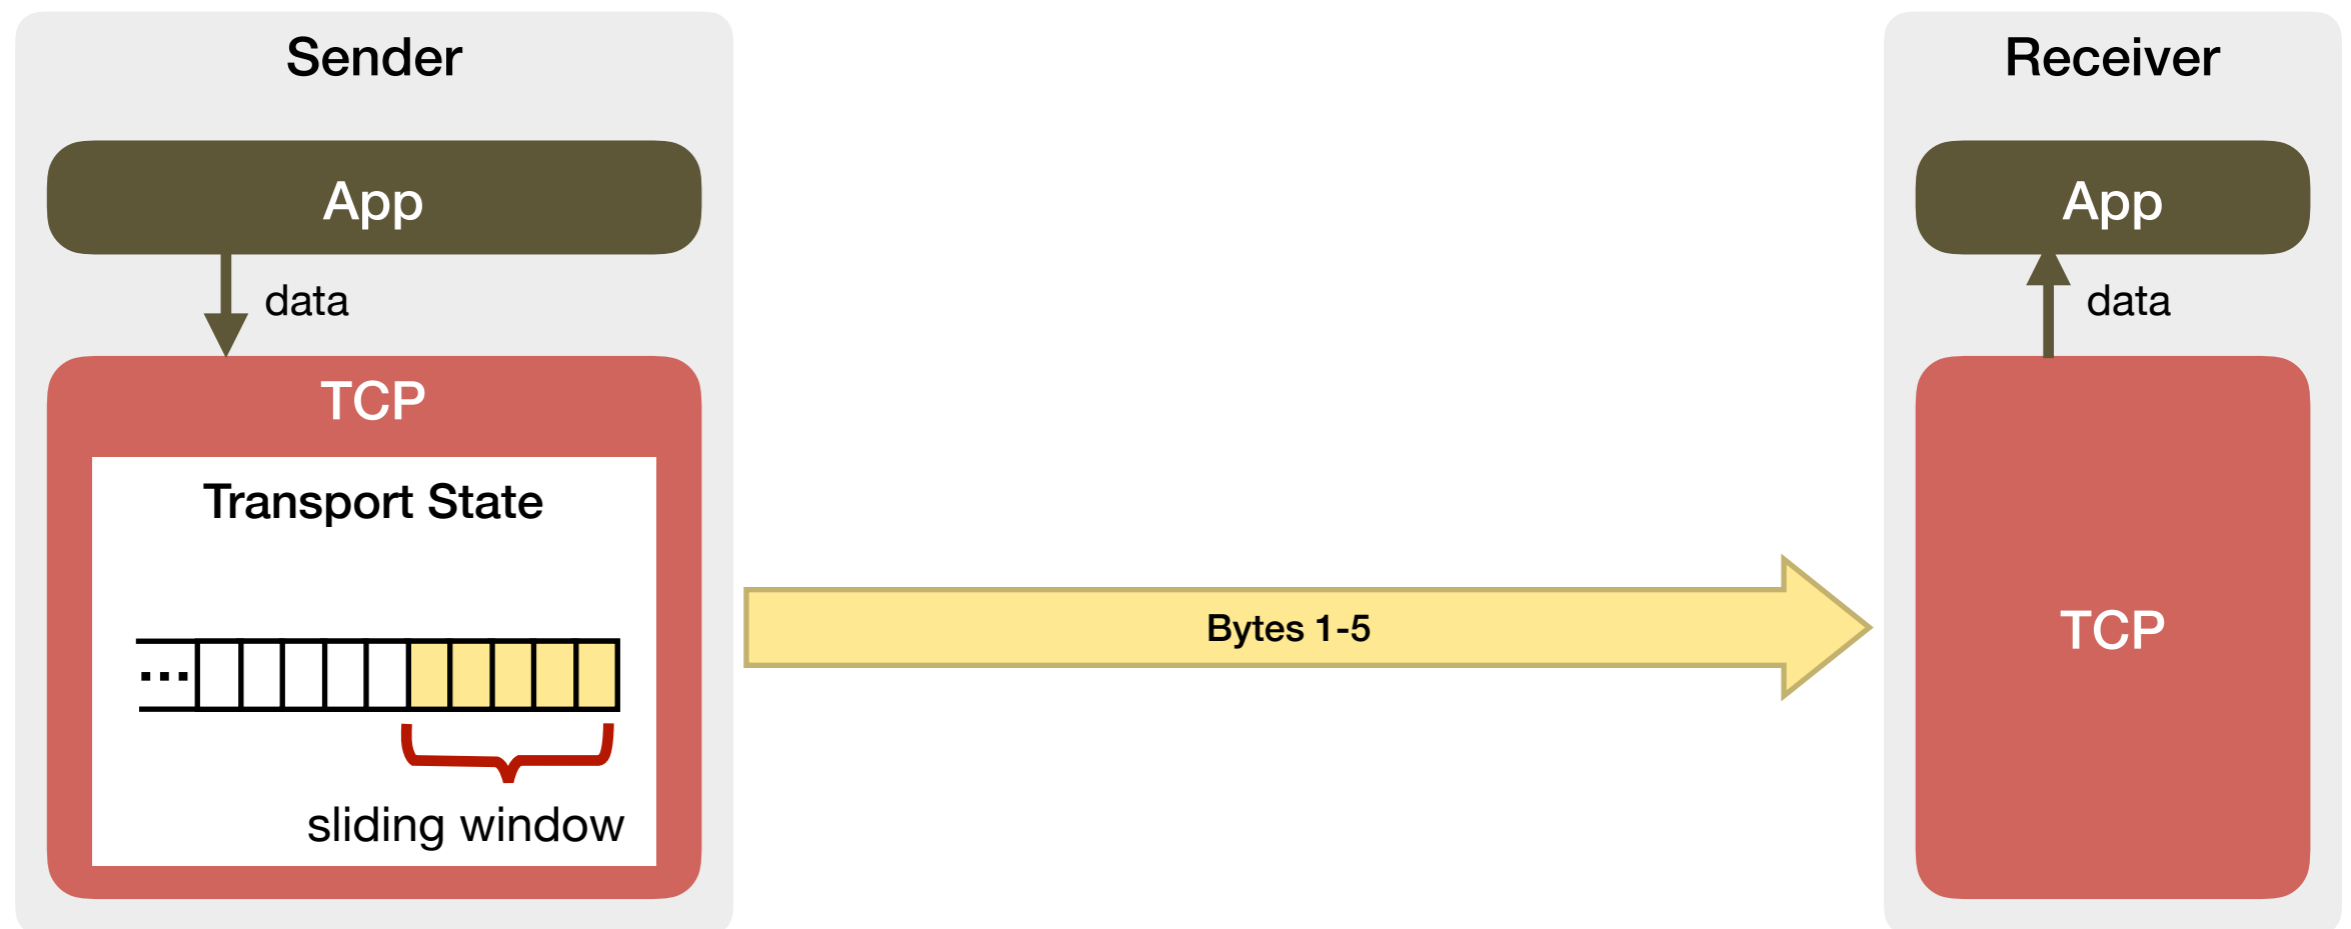 Sender
App
data
TCP
Transport State
...
sliding window
Bytes 1-5
Receiver
App
data
TCP